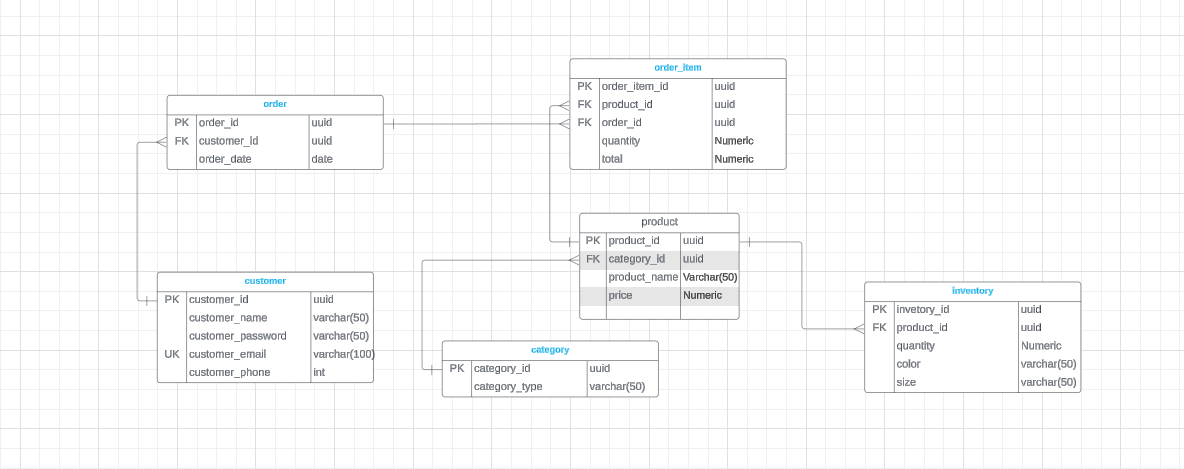 order
PK order_id uuid
FK customer_id uuid
order_date date
order_item
PK order_item_id uuid
FK product_id uuid
FK order_id uuid
quantity Numeric
total Numeric
product
PK product_id uuid
FK category_id uuid
product_name Varchar(50)
price Numeric
customer
PK customer_id uuid
customer_name varchar(50)
customer_password varchar(50)
UK customer_email varchar(100)
customer_phone int
category
PK category_id uuid
category_type varchar(50)
inventory
PK invetory_id uuid
FK product_id uuid
quantity Numeric
color varchar(50)
size varchar(50)